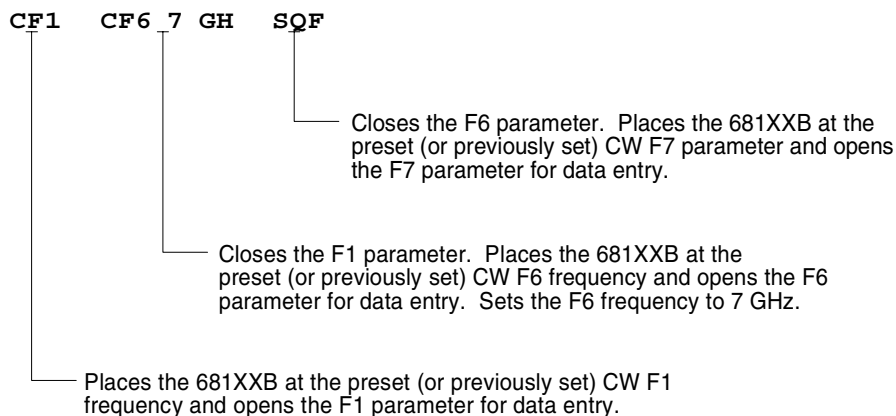 CF1 CF6 7 GH SQF
Closes the F6 parameter. Places the 681XXB at the
preset (or previously set) CW F7 parameter and opens
the F7 parameter for data entry.
Closes the F1 parameter. Places the 681XXB at the
preset (or previously set) CW F6 frequency and opens the F6
parameter for data entry. Sets the F6 frequency to 7 GHz.
Places the 681XXB at the preset (or previously set) CW F1
frequency and opens the F1 parameter for data entry.